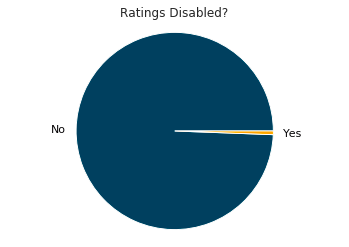 Ratings Disabled?
No
Yes